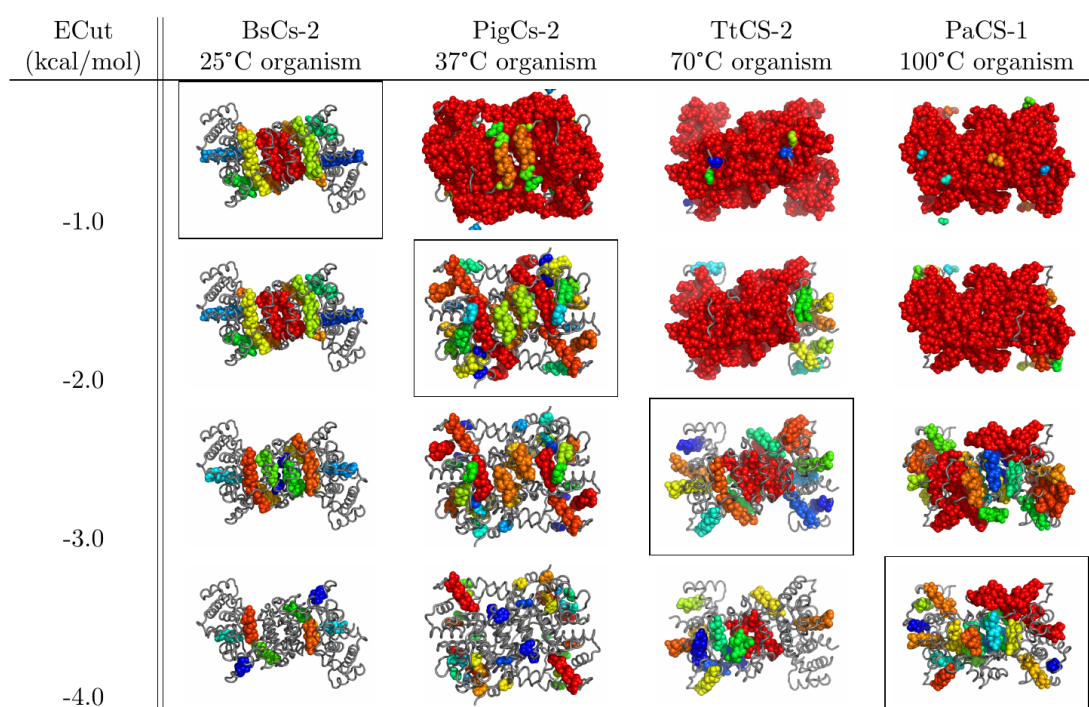 ECut BsCs-2 PigCs-2 TtCS-2 PaCS-1
(kcal/mol) 25°C organism 37°C organism 70°C organism 100°C organism
-1.0
-2.0
-3.0
-4.0